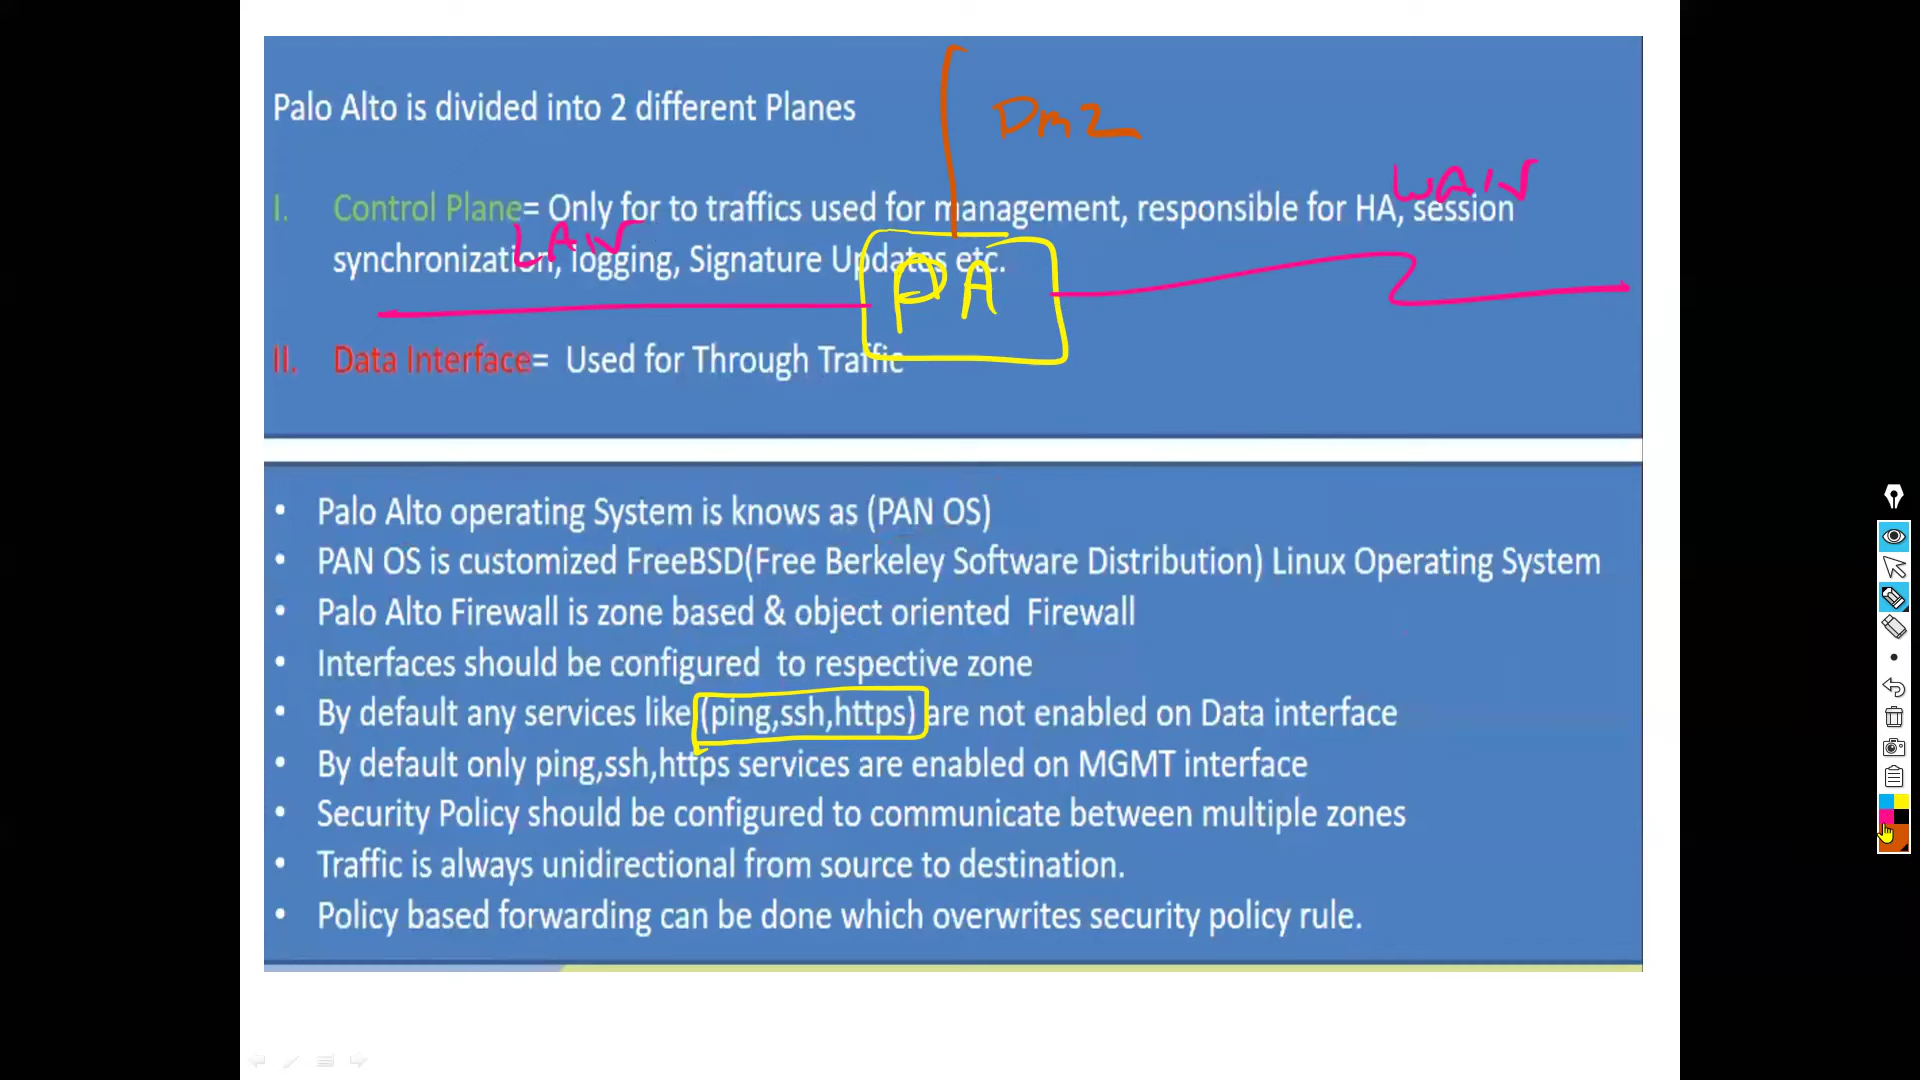 Palo Alto is divided into 2 different Planes
DMZ
WAN
I. Control Plane= Only for to traffics used for management, responsible for HA, session
LAN
synchronization, logging, Signature Updates etc.
PA
II. Data Interface= Used for Through Traffic
• Palo Alto operating System is knows as (PAN OS)
• PAN OS is customized FreeBSD(Free Berkeley Software Distribution) Linux Operating System
• Palo Alto Firewall is zone based & object oriented Firewall
• Interfaces should be configured to respective zone
• By default any services like (ping,ssh,https) are not enabled on Data interface
• By default only ping,ssh,https services are enabled on MGMT interface
• Security Policy should be configured to communicate between multiple zones
• Traffic is always unidirectional from source to destination.
• Policy based forwarding can be done which overwrites security policy rule.